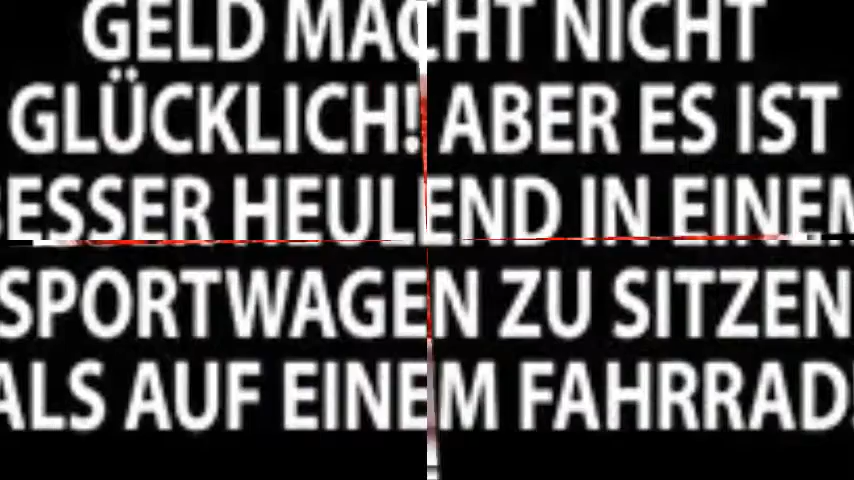 GELD MACHT NICHT
GLÜCKLICH! ABER ES IST
BESSER HEULEND IN EINEM
SPORTWAGEN ZU SITZEN
ALS AUF EINEM FAHRRAD!